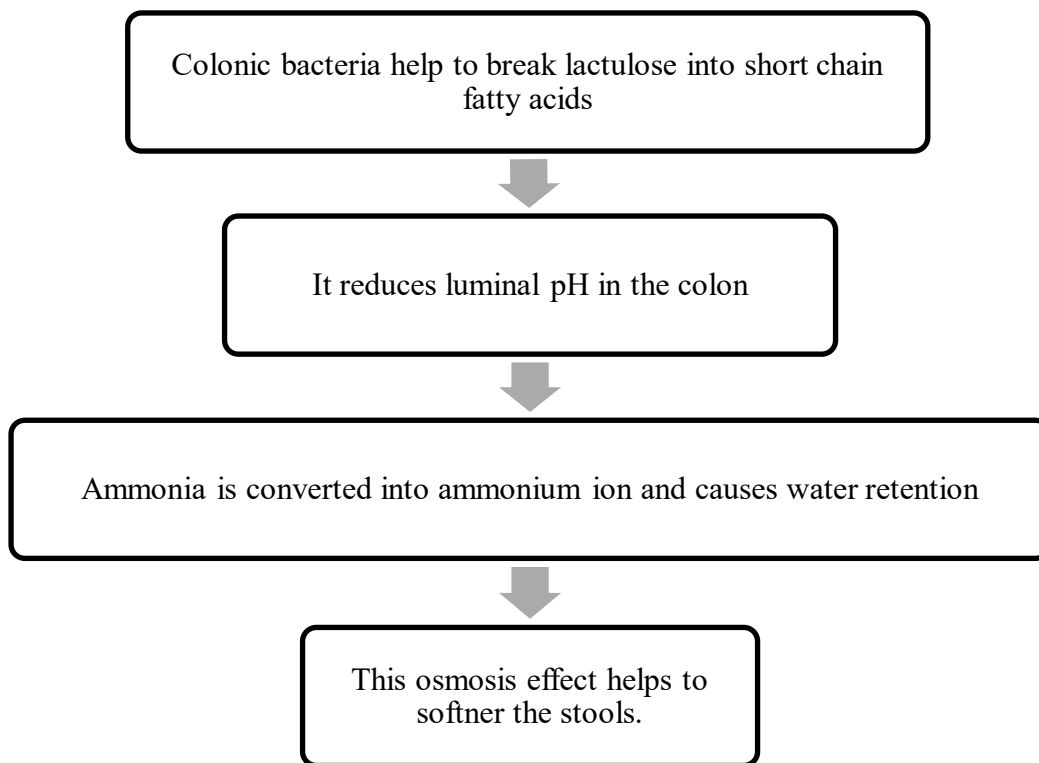 Colonic bacteria help to break lactulose into short chain
fatty acids
It reduces luminal pH in the colon
Ammonia is converted into ammonium ion and causes water retention
This osmosis effect helps to
softner the stools.